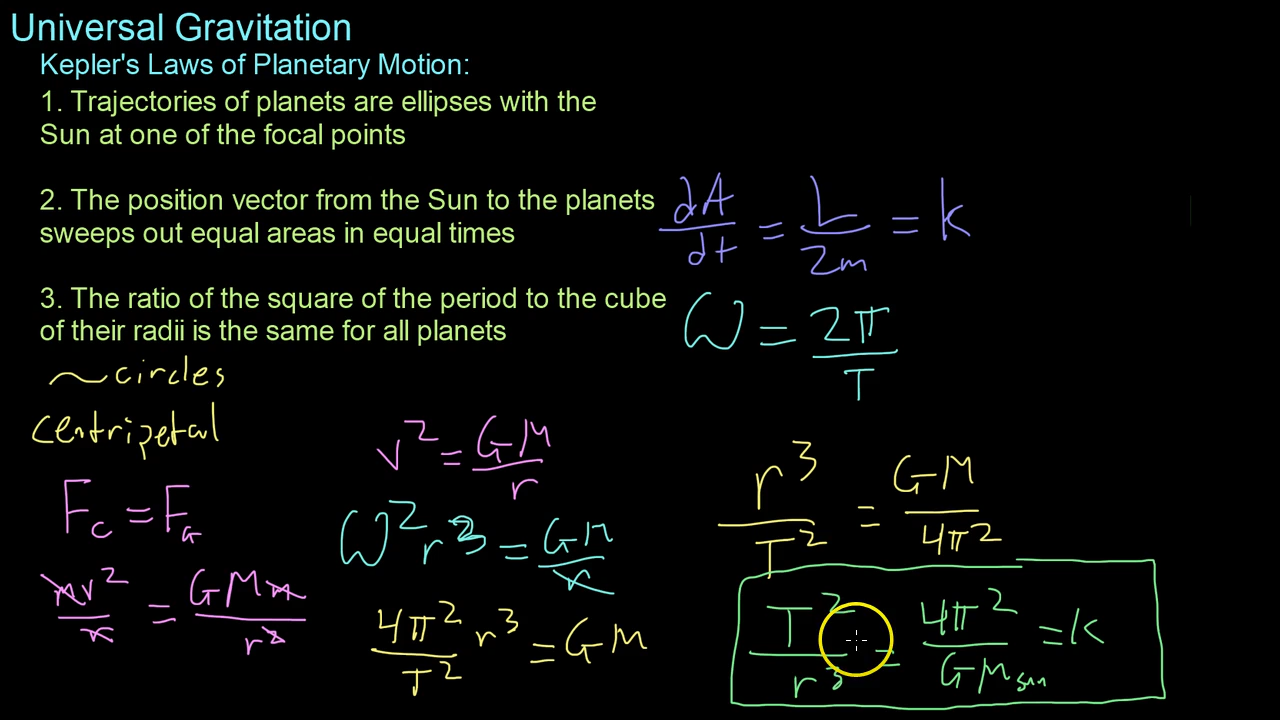 Universal Gravitation
Kepler's Laws of Planetary Motion:
1. Trajectories of planets are ellipses with the
Sun at one of the focal points
2. The position vector from the Sun to the planets
sweeps out equal areas in equal times
dA/dt = L/2m = k
3. The ratio of the square of the period to the cube
of their radii is the same for all planets
ω = 2π/T
~circles
centripetal
F_c = F_G
mv²/r = GMm/r²
v² = GM/r
ω²r³ = GM/r
4π²/T² r³ = GM
r³/T² = GM/4π²
T²/r³ = 4π²/GM_sun = k